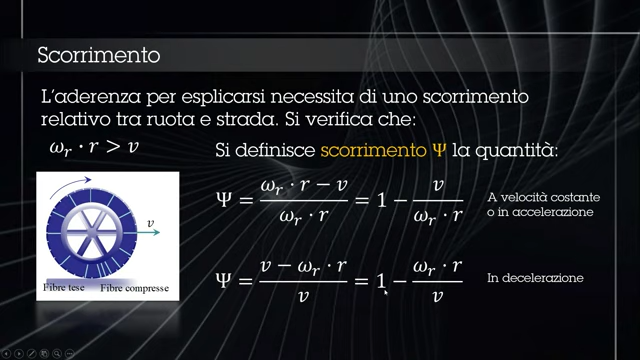 Scorrimento
L'aderenza per esplicarsi necessita di uno scorrimento
relativo tra ruota e strada. Si verifica che:
ω_r · r > v
Si definisce scorrimento Ψ la quantità:
Ψ = (ω_r · r − v) / (ω_r · r) = 1 − v / (ω_r · r)
A velocità costante
o in accelerazione
v
Fibre tese Fibre compresse
Ψ = (v − ω_r · r) / v = 1 − (ω_r · r) / v
In decelerazione